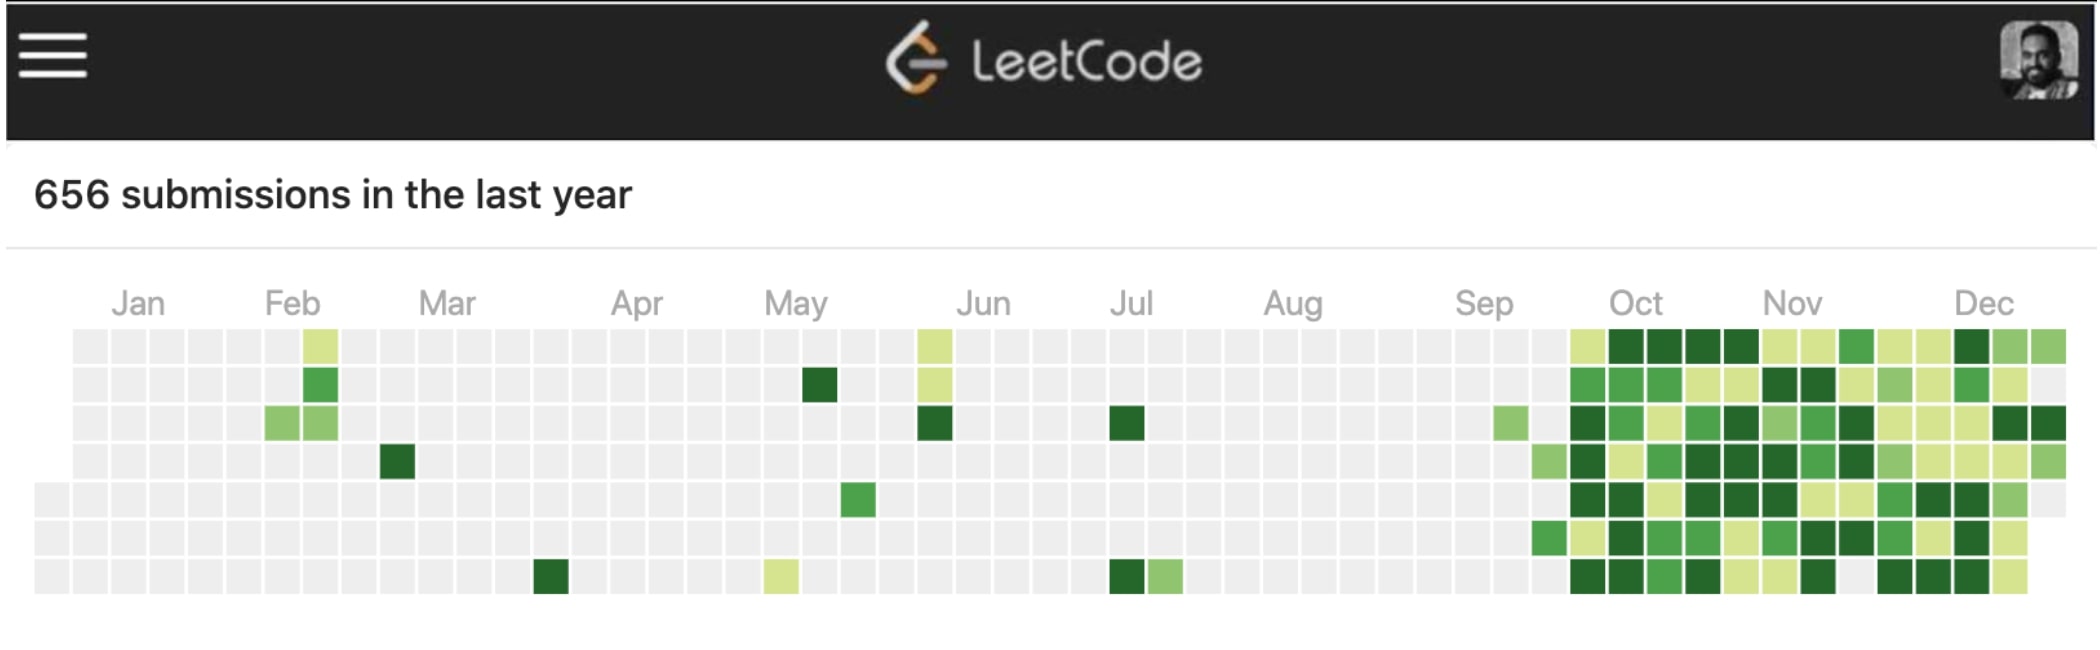 LeetCode
656 submissions in the last year
Jan Feb Mar Apr May Jun Jul Aug Sep Oct Nov Dec